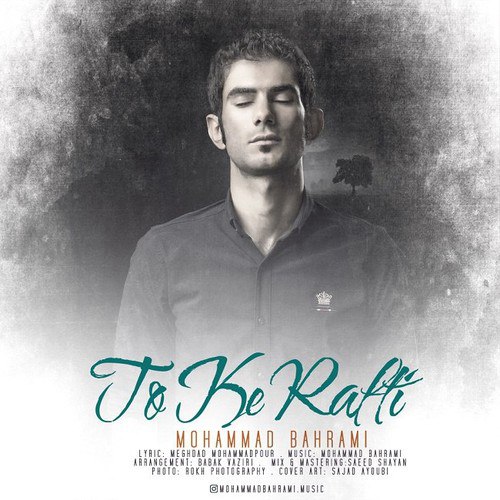 To Ke Rafti
MOHAMMAD BAHRAMI
LYRIC: MEGHDAD MOHAMMADPOUR . MUSIC: MOHAMMAD BAHRAMI
ARRANGEMENT: BABAK VAZIRI . MIX & MASTERING:SAEED SHAYAN
PHOTO: ROKH PHOTOGRAPHY . COVER ART: SAJAD AYOUBI
MOHAMMADBAHRAMI.MUSIC